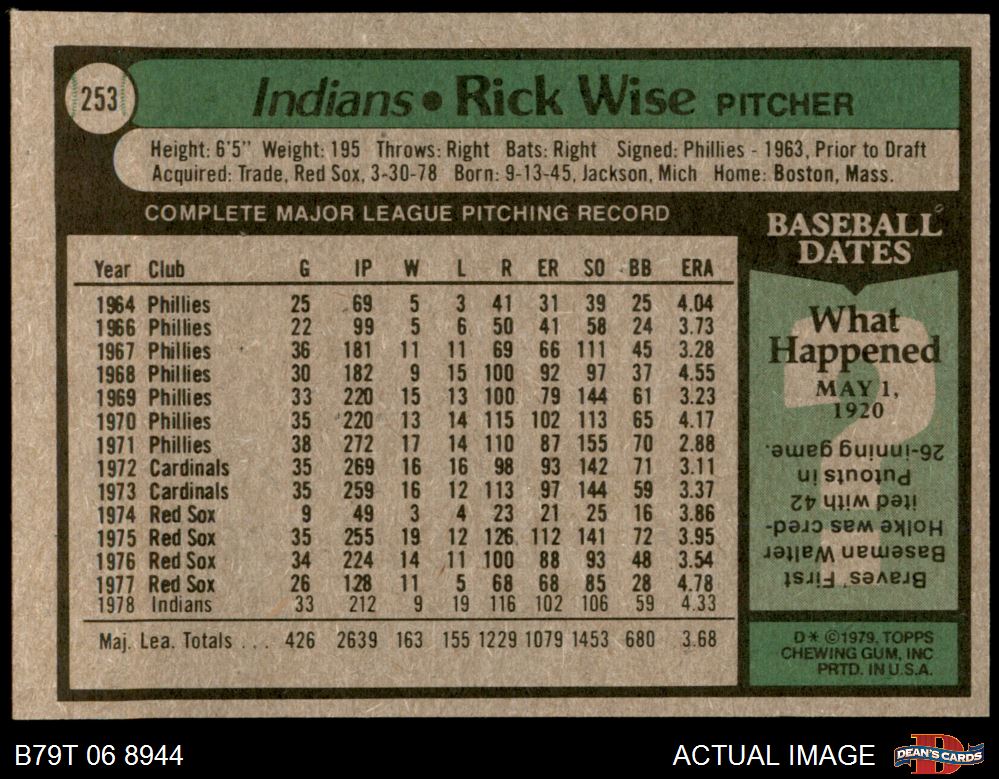 253
Indians • Rick Wise PITCHER
Height: 6'5" Weight: 195 Throws: Right Bats: Right Signed: Phillies - 1963, Prior to Draft
Acquired: Trade, Red Sox, 3-30-78 Born: 9-13-45, Jackson, Mich Home: Boston, Mass.
COMPLETE MAJOR LEAGUE PITCHING RECORD
Year Club G IP W L R ER SO BB ERA
1964 Phillies 25 69 5 3 41 31 39 25 4.04
1966 Phillies 22 99 5 6 50 41 58 24 3.73
1967 Phillies 36 181 11 11 69 66 111 45 3.28
1968 Phillies 30 182 9 15 100 92 97 37 4.55
1969 Phillies 33 220 15 13 100 79 144 61 3.23
1970 Phillies 35 220 13 14 115 102 113 65 4.17
1971 Phillies 38 272 17 14 110 87 155 70 2.88
1972 Cardinals 35 269 16 16 98 93 142 71 3.11
1973 Cardinals 35 259 16 12 113 97 144 59 3.37
1974 Red Sox 9 49 3 4 23 21 25 16 3.86
1975 Red Sox 35 255 19 12 126 112 141 72 3.95
1976 Red Sox 34 224 14 11 100 88 93 48 3.54
1977 Red Sox 26 128 11 5 68 68 85 28 4.78
1978 Indians 33 212 9 19 116 102 106 59 4.33
Maj. Lea. Totals ... 426 2639 163 155 1229 1079 1453 680 3.68
BASEBALL
DATES
What
Happened
MAY 1,
1920
Braves' First
Baseman Walter
Holke was cred-
ited with 42
Putouts in
26-inning game.
D* ©1979, TOPPS
CHEWING GUM, INC
PRTD. IN U.S.A.
B79T 06 8944
ACTUAL IMAGE
DEAN'S CARDS